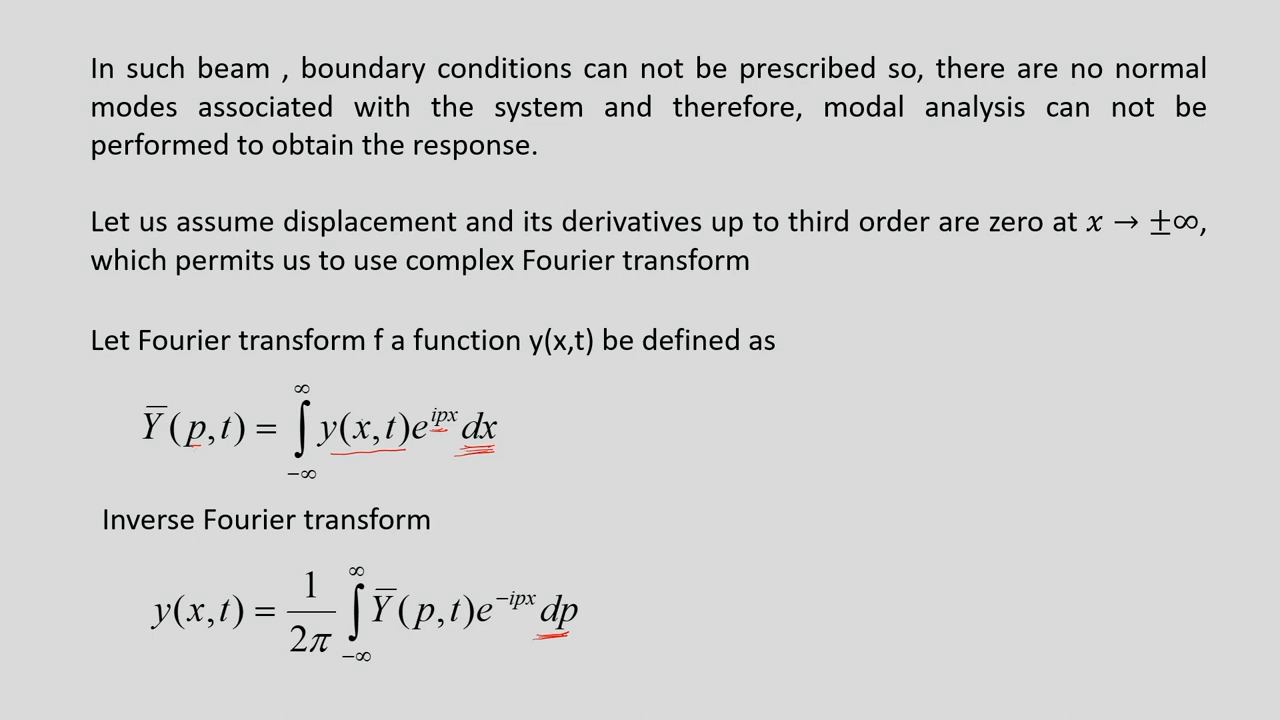 In such beam , boundary conditions can not be prescribed so, there are no normal
modes associated with the system and therefore, modal analysis can not be
performed to obtain the response.
Let us assume displacement and its derivatives up to third order are zero at x → ±∞,
which permits us to use complex Fourier transform
Let Fourier transform f a function y(x,t) be defined as
Y̅(p,t) = ∫_{−∞}^{∞} y(x,t)e^{ipx} dx
Inverse Fourier transform
y(x,t) = \frac{1}{2π} ∫_{−∞}^{∞} Y̅(p,t)e^{−ipx} dp